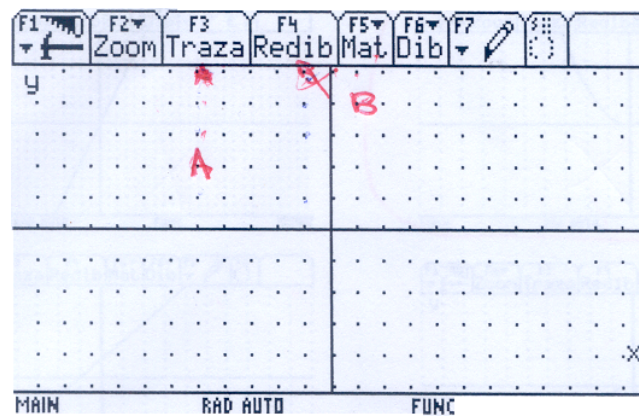 F1 F2 F3 F4 F5 F6 F7
Zoom Traza Redib Mat Dib
y
B
A
x
MAIN RAD AUTO FUNC